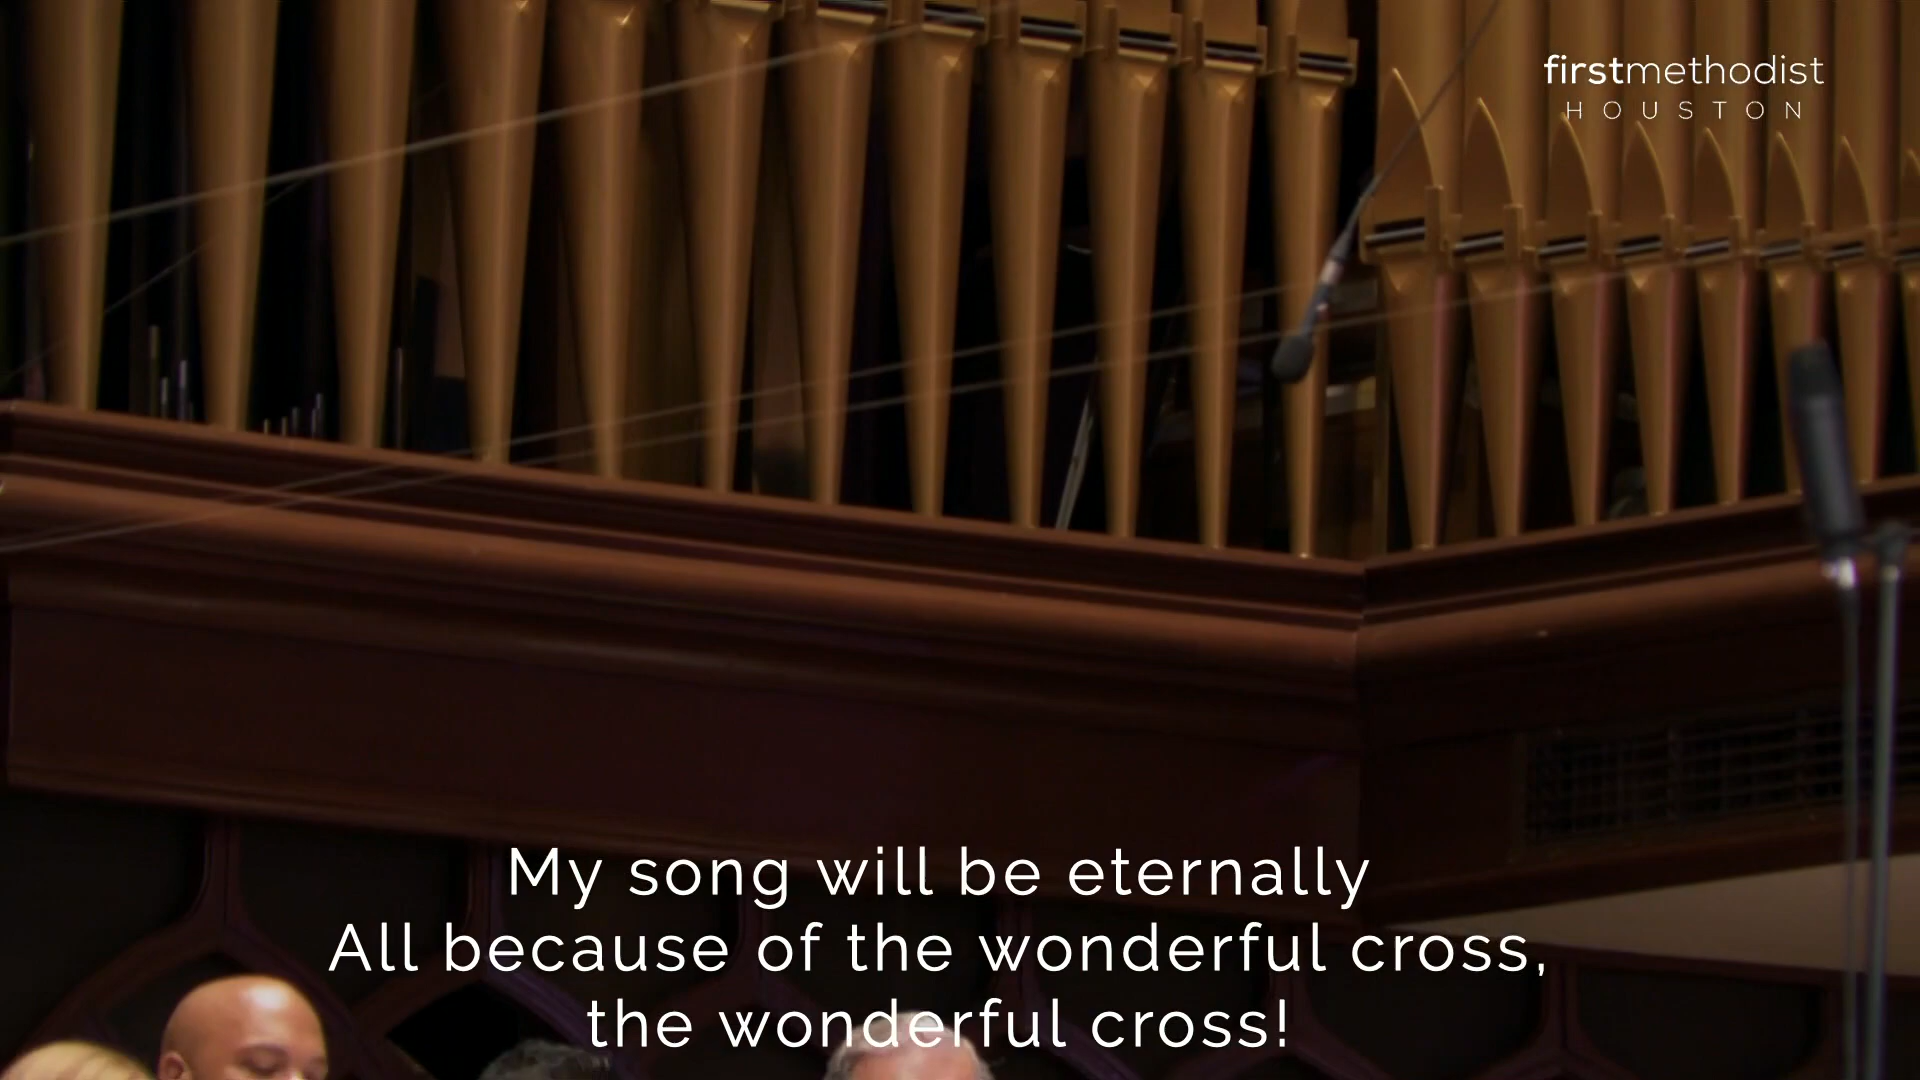 firstmethodist
HOUSTON
My song will be eternally
All because of the wonderful cross,
the wonderful cross!